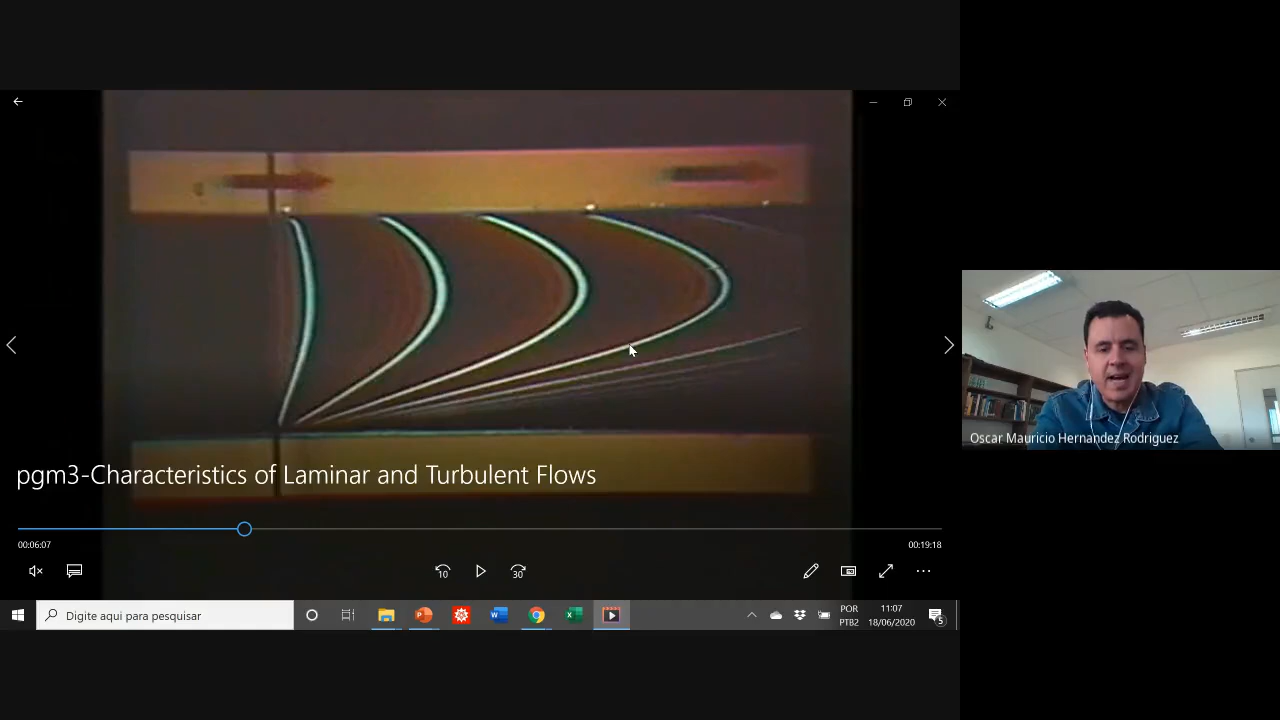 pgm3-Characteristics of Laminar and Turbulent Flows
00:06:07
00:19:18
10
30
Oscar Mauricio Hernandez Rodriguez
Digite aqui para pesquisar
POR
PTB2
11:07
18/06/2020
5